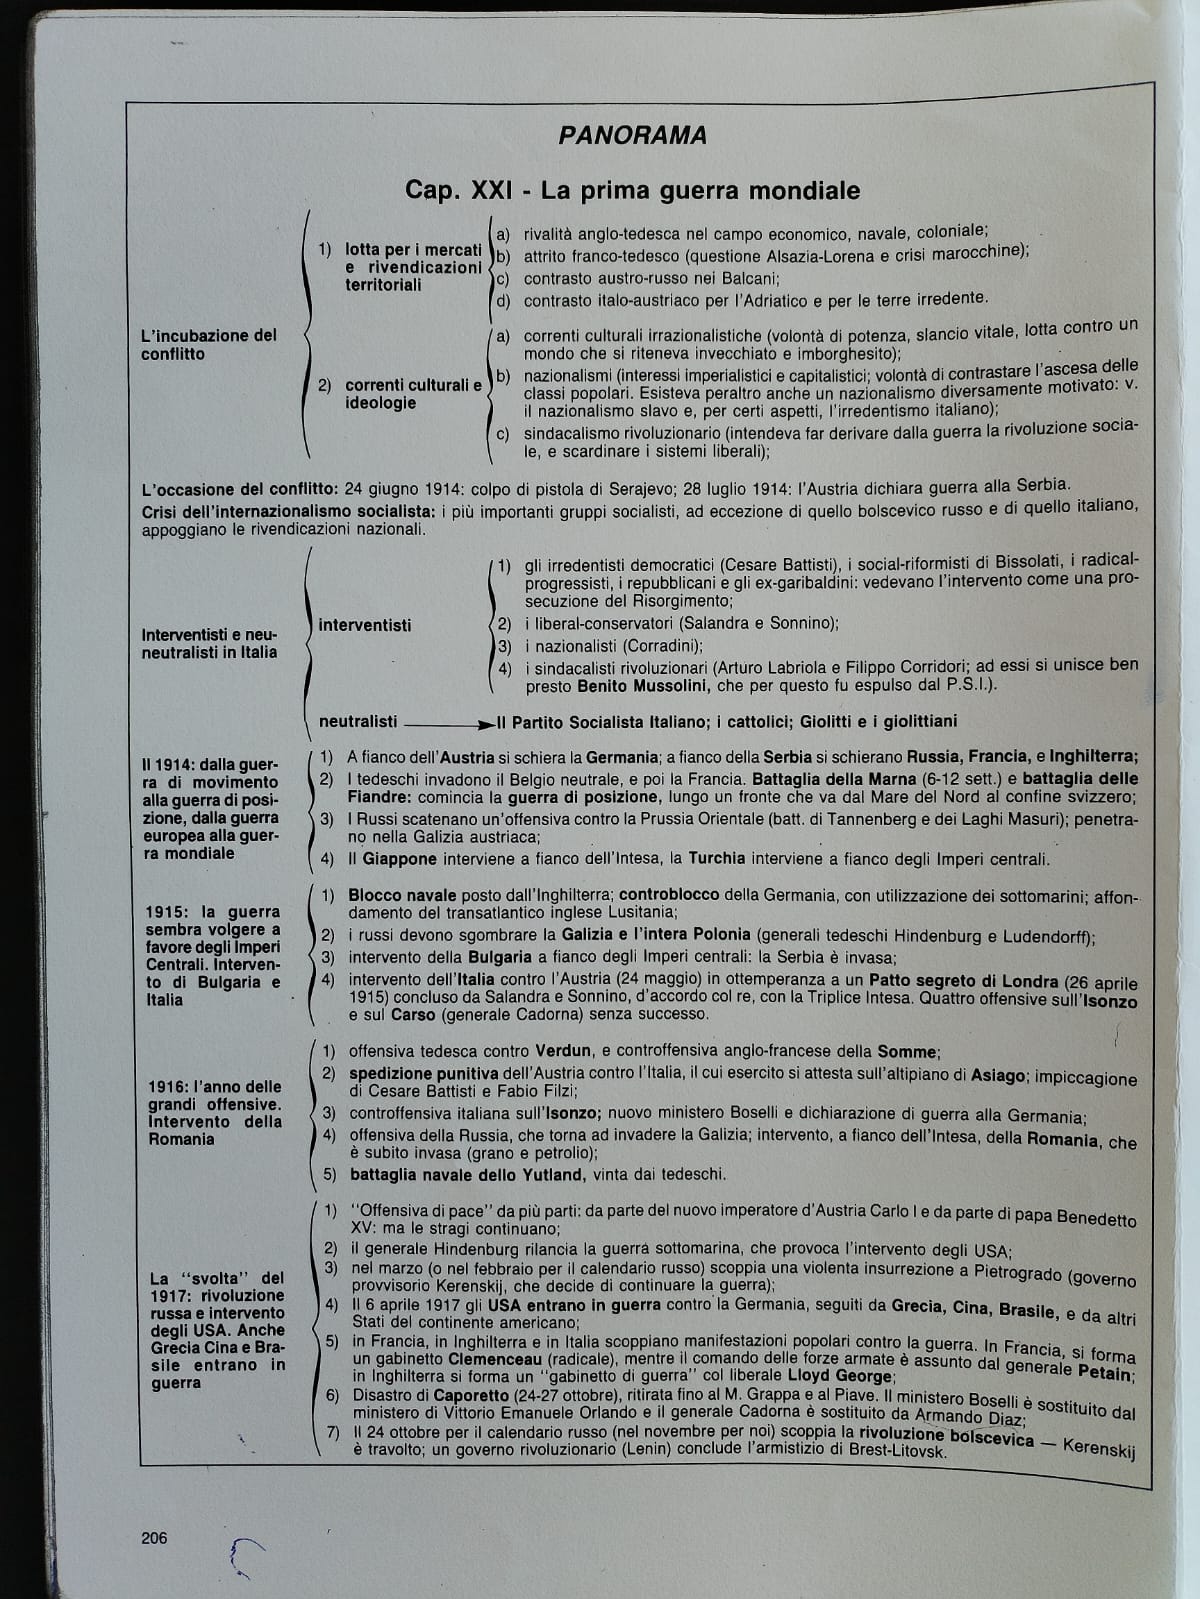 PANORAMA
Cap. XXI - La prima guerra mondiale
L'incubazione del
conflitto
1) lotta per i mercati
e rivendicazioni
territoriali
a) rivalità anglo-tedesca nel campo economico, navale, coloniale;
b) attrito franco-tedesco (questione Alsazia-Lorena e crisi marocchine);
c) contrasto austro-russo nei Balcani;
d) contrasto italo-austriaco per l'Adriatico e per le terre irredente.
2) correnti culturali e
ideologie
a) correnti culturali irrazionalistiche (volontà di potenza, slancio vitale, lotta contro un
mondo che si riteneva invecchiato e imborghesito);
b) nazionalismi (interessi imperialistici e capitalistici; volontà di contrastare l'ascesa delle
classi popolari. Esisteva peraltro anche un nazionalismo diversamente motivato: v.
il nazionalismo slavo e, per certi aspetti, l'irredentismo italiano);
c) sindacalismo rivoluzionario (intendeva far derivare dalla guerra la rivoluzione socia-
le, e scardinare i sistemi liberali);
L'occasione del conflitto: 24 giugno 1914: colpo di pistola di Serajevo; 28 luglio 1914: l'Austria dichiara guerra alla Serbia.
Crisi dell'internazionalismo socialista: i più importanti gruppi socialisti, ad eccezione di quello bolscevico russo e di quello italiano,
appoggiano le rivendicazioni nazionali.
Interventisti e neu-
neutralisti in Italia
interventisti
1) gli irredentisti democratici (Cesare Battisti), i social-riformisti di Bissolati, i radical-
progressisti, i repubblicani e gli ex-garibaldini: vedevano l'intervento come una pro-
secuzione del Risorgimento;
2) i liberal-conservatori (Salandra e Sonnino);
3) i nazionalisti (Corradini);
4) i sindacalisti rivoluzionari (Arturo Labriola e Filippo Corridori; ad essi si unisce ben
presto Benito Mussolini, che per questo fu espulso dal P.S.I.).
neutralisti Il Partito Socialista Italiano; i cattolici; Giolitti e i giolittiani
Il 1914: dalla guer-
ra di movimento
alla guerra di posi-
zione, dalla guerra
europea alla guer-
ra mondiale
1) A fianco dell'Austria si schiera la Germania; a fianco della Serbia si schierano Russia, Francia, e Inghilterra;
2) I tedeschi invadono il Belgio neutrale, e poi la Francia. Battaglia della Marna (6-12 sett.) e battaglia delle
Fiandre: comincia la guerra di posizione, lungo un fronte che va dal Mare del Nord al confine svizzero;
3) I Russi scatenano un'offensiva contro la Prussia Orientale (batt. di Tannenberg e dei Laghi Masuri); penetra-
no nella Galizia austriaca;
4) Il Giappone interviene a fianco dell'Intesa, la Turchia interviene a fianco degli Imperi centrali.
1915: la guerra
sembra volgere a
favore degli Imperi
Centrali. Interven-
to di Bulgaria e
Italia
1) Blocco navale posto dall'Inghilterra; controblocco della Germania, con utilizzazione dei sottomarini; affon-
damento del transatlantico inglese Lusitania;
2) i russi devono sgombrare la Galizia e l'intera Polonia (generali tedeschi Hindenburg e Ludendorff);
3) intervento della Bulgaria a fianco degli Imperi centrali: la Serbia è invasa;
4) intervento dell'Italia contro l'Austria (24 maggio) in ottemperanza a un Patto segreto di Londra (26 aprile
1915) concluso da Salandra e Sonnino, d'accordo col re, con la Triplice Intesa. Quattro offensive sull'Isonzo
e sul Carso (generale Cadorna) senza successo.
1916: l'anno delle
grandi offensive.
Intervento della
Romania
1) offensiva tedesca contro Verdun, e controffensiva anglo-francese della Somme;
2) spedizione punitiva dell'Austria contro l'Italia, il cui esercito si attesta sull'altipiano di Asiago; impiccagione
di Cesare Battisti e Fabio Filzi;
3) controffensiva italiana sull'Isonzo; nuovo ministero Boselli e dichiarazione di guerra alla Germania;
4) offensiva della Russia, che torna ad invadere la Galizia; intervento, a fianco dell'Intesa, della Romania, che
è subito invasa (grano e petrolio);
5) battaglia navale dello Yutland, vinta dai tedeschi.
La "svolta" del
1917: rivoluzione
russa e intervento
degli USA. Anche
Grecia Cina e Bra-
sile entrano in
guerra
1) "Offensiva di pace" da più parti: da parte del nuovo imperatore d'Austria Carlo I e da parte di papa Benedetto
XV: ma le stragi continuano;
2) il generale Hindenburg rilancia la guerra sottomarina, che provoca l'intervento degli USA;
3) nel marzo (o nel febbraio per il calendario russo) scoppia una violenta insurrezione a Pietrogrado (governo
provvisorio Kerenskij, che decide di continuare la guerra);
4) Il 6 aprile 1917 gli USA entrano in guerra contro la Germania, seguiti da Grecia, Cina, Brasile, e da altri
Stati del continente americano;
5) in Francia, in Inghilterra e in Italia scoppiano manifestazioni popolari contro la guerra. In Francia, si forma
un gabinetto Clemenceau (radicale), mentre il comando delle forze armate è assunto dal generale Petain;
in Inghilterra si forma un "gabinetto di guerra" col liberale Lloyd George;
6) Disastro di Caporetto (24-27 ottobre), ritirata fino al M. Grappa e al Piave. Il ministero Boselli è sostituito dal
ministero di Vittorio Emanuele Orlando e il generale Cadorna è sostituito da Armando Diaz;
7) Il 24 ottobre per il calendario russo (nel novembre per noi) scoppia la rivoluzione bolscevica — Kerenskij
è travolto; un governo rivoluzionario (Lenin) conclude l'armistizio di Brest-Litovsk.
206